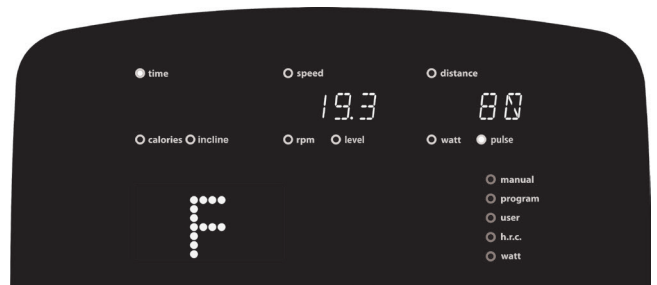 time speed distance
19.3 80
calories incline rpm level watt pulse
manual
program
user
h.r.c.
F
watt